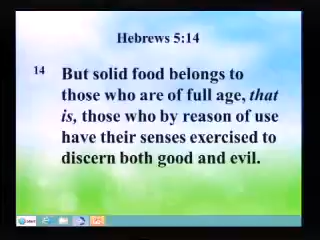 Hebrews 5:14
14 But solid food belongs to
those who are of full age, that
is, those who by reason of use
have their senses exercised to
discern both good and evil.